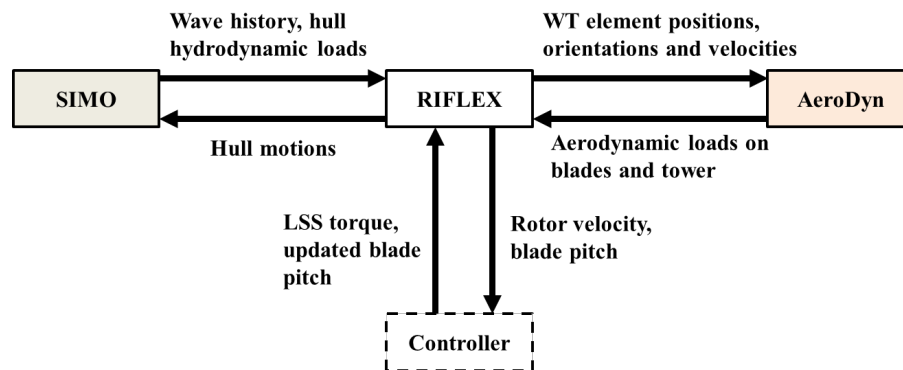 Wave history, hull
hydrodynamic loads
WT element positions,
orientations and velocities
SIMO
RIFLEX
AeroDyn
Hull motions
Aerodynamic loads on
blades and tower
LSS torque,
updated blade
pitch
Rotor velocity,
blade pitch
Controller